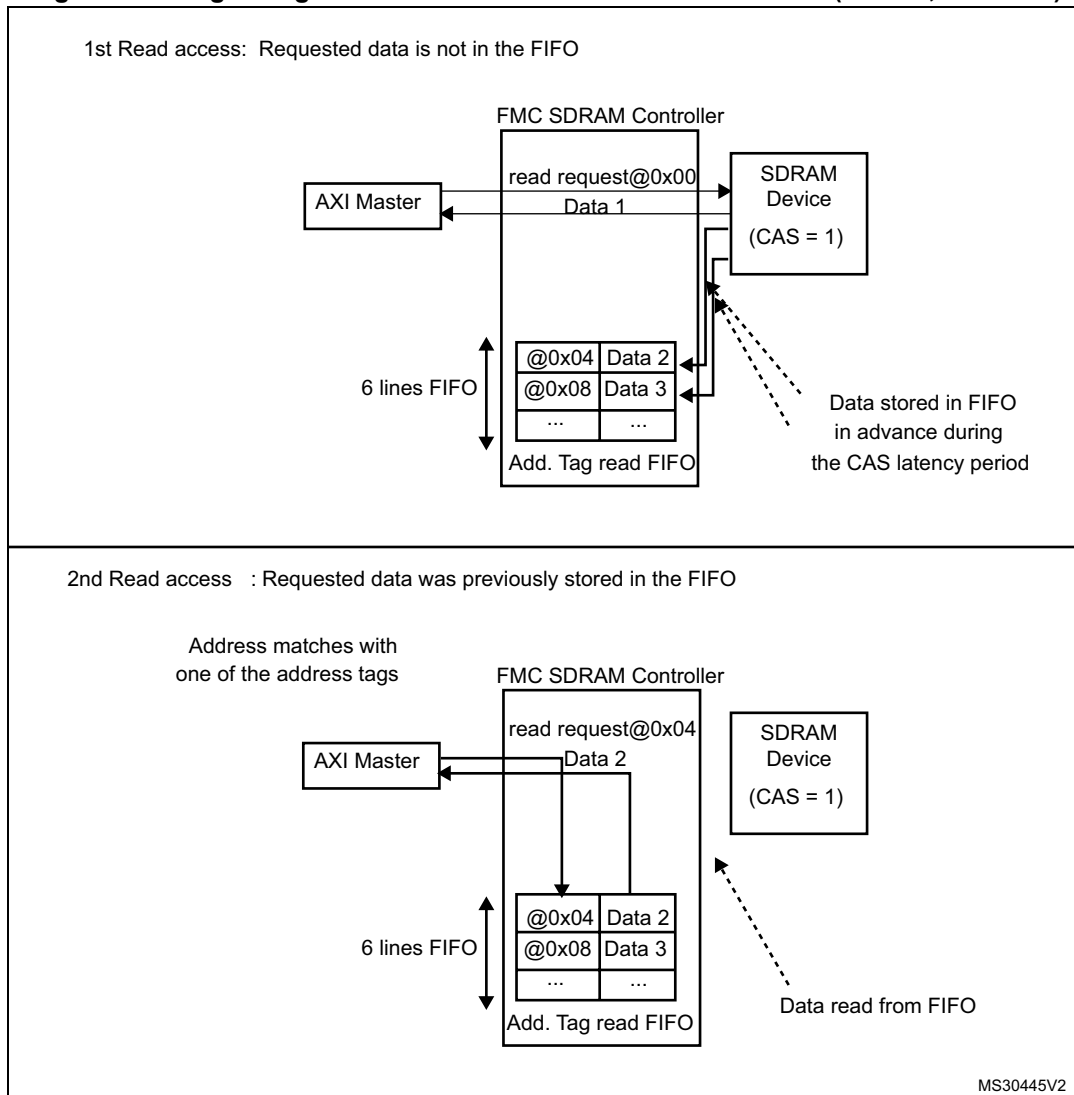 1st Read access: Requested data is not in the FIFO
FMC SDRAM Controller
read request@0x00
Data 1
AXI Master
SDRAM
Device
(CAS = 1)
6 lines FIFO
@0x04 Data 2
@0x08 Data 3
... ...
Add. Tag read FIFO
Data stored in FIFO
in advance during
the CAS latency period
2nd Read access : Requested data was previously stored in the FIFO
Address matches with
one of the address tags
FMC SDRAM Controller
read request@0x04
Data 2
AXI Master
SDRAM
Device
(CAS = 1)
6 lines FIFO
@0x04 Data 2
@0x08 Data 3
... ...
Add. Tag read FIFO
Data read from FIFO
MS30445V2